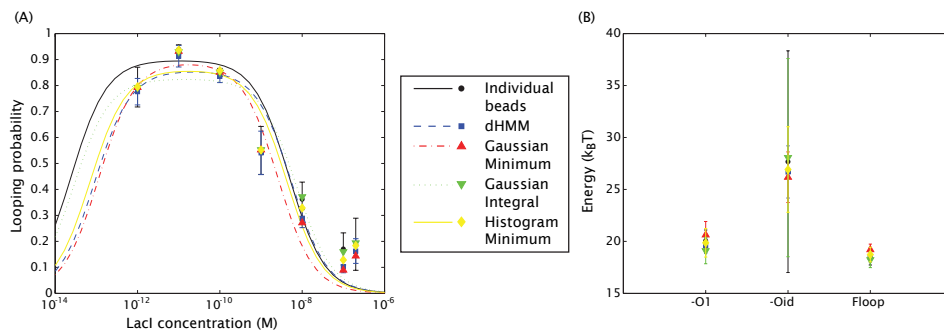 (A)
1
0.9
0.8
0.7
0.6
0.5
0.4
0.3
0.2
0.1
0
Looping probability
10-14
10-12
10-10
10-8
10-6
LacI concentration (M)
Individual
beads
dHMM
Gaussian
Minimum
Gaussian
Integral
Histogram
Minimum
(B)
40
35
30
25
20
15
Energy (kBT)
-O1
-Oid
Floop